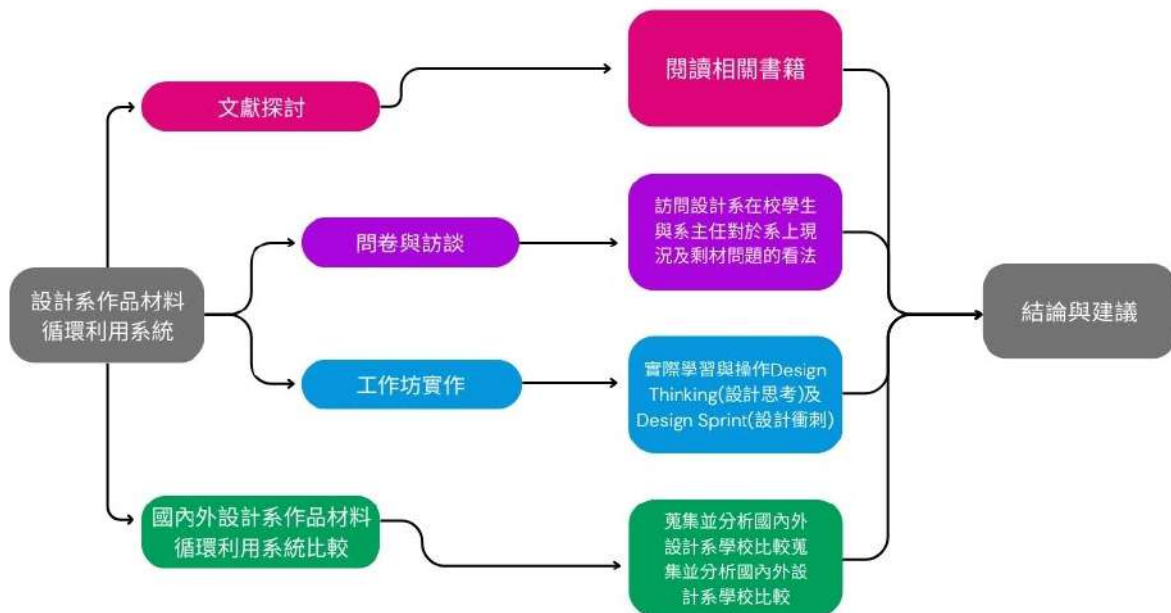 文獻探討
閱讀相關書籍
問卷與訪談
訪問設計系在校學生
與系主任對於系上現
況及剩材問題的看法
設計系作品材料
循環利用系統
工作坊實作
實際學習與操作Design
Thinking(設計思考)及
Design Sprint(設計衝刺)
國內外設計系作品材料
循環利用系統比較
蒐集並分析國內外
設計系學校比較蒐
集並分析國內外設
計系學校比較
結論與建議